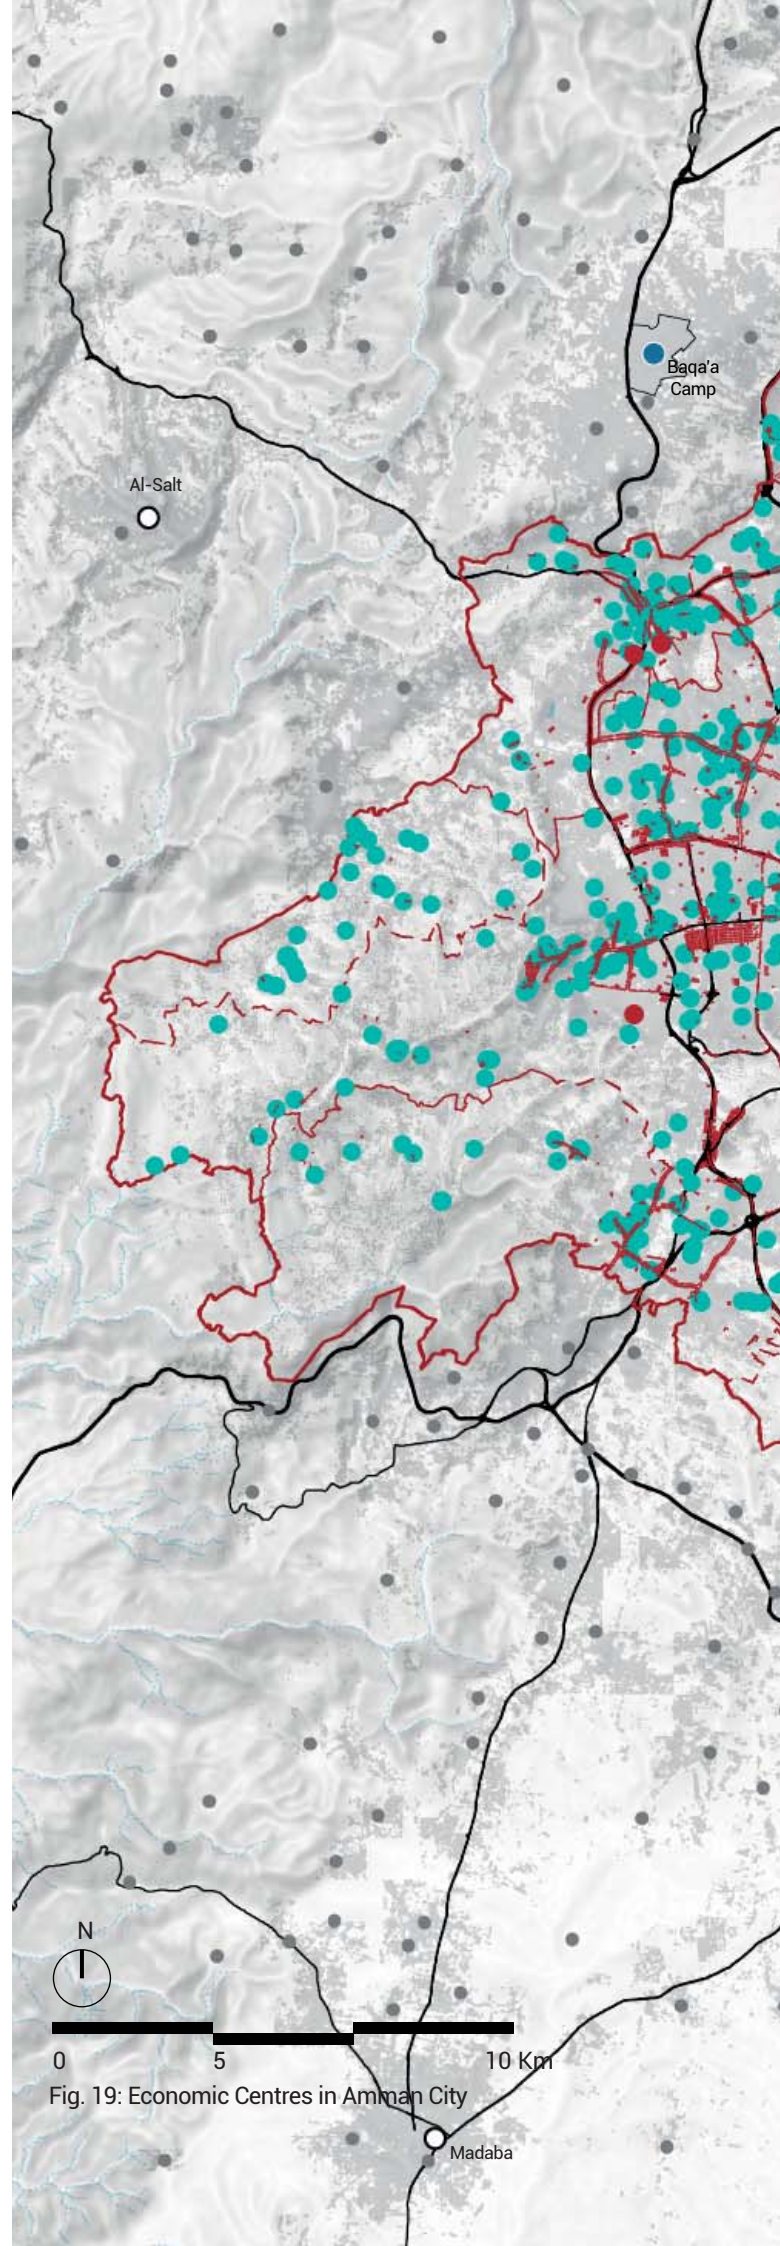 Baqa'a
Camp
Al-Salt
N
0 5 10 Km
Fig. 19: Economic Centres in Amman City
Madaba